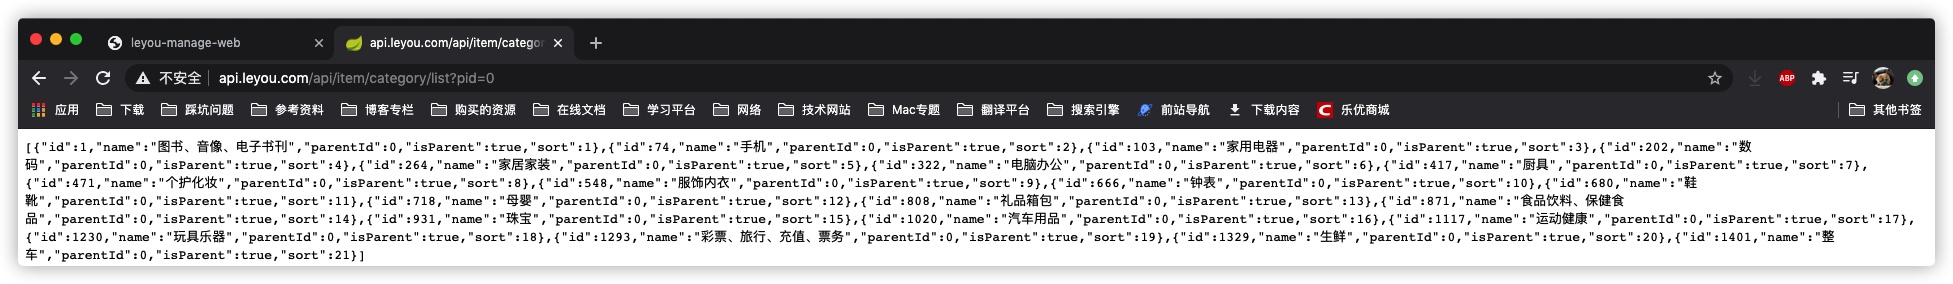 leyou-manage-web
api.leyou.com/api/item/categor
不安全 api.leyou.com/api/item/category/list?pid=0
ABP
应用 下载 踩坑问题 参考资料 博客专栏 购买的资源 在线文档 学习平台 网络 技术网站 Mac专题 翻译平台 搜索引擎 前站导航 下载内容 乐优商城 其他书签
[{"id":1,"name":"图书、音像、电子书刊","parentId":0,"isParent":true,"sort":1},{"id":74,"name":"手机","parentId":0,"isParent":true,"sort":2},{"id":103,"name":"家用电器","parentId":0,"isParent":true,"sort":3},{"id":202,"name":"数
码","parentId":0,"isParent":true,"sort":4},{"id":264,"name":"家居家装","parentId":0,"isParent":true,"sort":5},{"id":322,"name":"电脑办公","parentId":0,"isParent":true,"sort":6},{"id":417,"name":"厨具","parentId":0,"isParent":true,"sort":7},
{"id":471,"name":"个护化妆","parentId":0,"isParent":true,"sort":8},{"id":548,"name":"服饰内衣","parentId":0,"isParent":true,"sort":9},{"id":666,"name":"钟表","parentId":0,"isParent":true,"sort":10},{"id":680,"name":"鞋
靴","parentId":0,"isParent":true,"sort":11},{"id":718,"name":"母婴","parentId":0,"isParent":true,"sort":12},{"id":808,"name":"礼品箱包","parentId":0,"isParent":true,"sort":13},{"id":871,"name":"食品饮料、保健食
品","parentId":0,"isParent":true,"sort":14},{"id":931,"name":"珠宝","parentId":0,"isParent":true,"sort":15},{"id":1020,"name":"汽车用品","parentId":0,"isParent":true,"sort":16},{"id":1117,"name":"运动健康","parentId":0,"isParent":true,"sort":17},
{"id":1230,"name":"玩具乐器","parentId":0,"isParent":true,"sort":18},{"id":1293,"name":"彩票、旅行、充值、票务","parentId":0,"isParent":true,"sort":19},{"id":1329,"name":"生鲜","parentId":0,"isParent":true,"sort":20},{"id":1401,"name":"整
车","parentId":0,"isParent":true,"sort":21}]